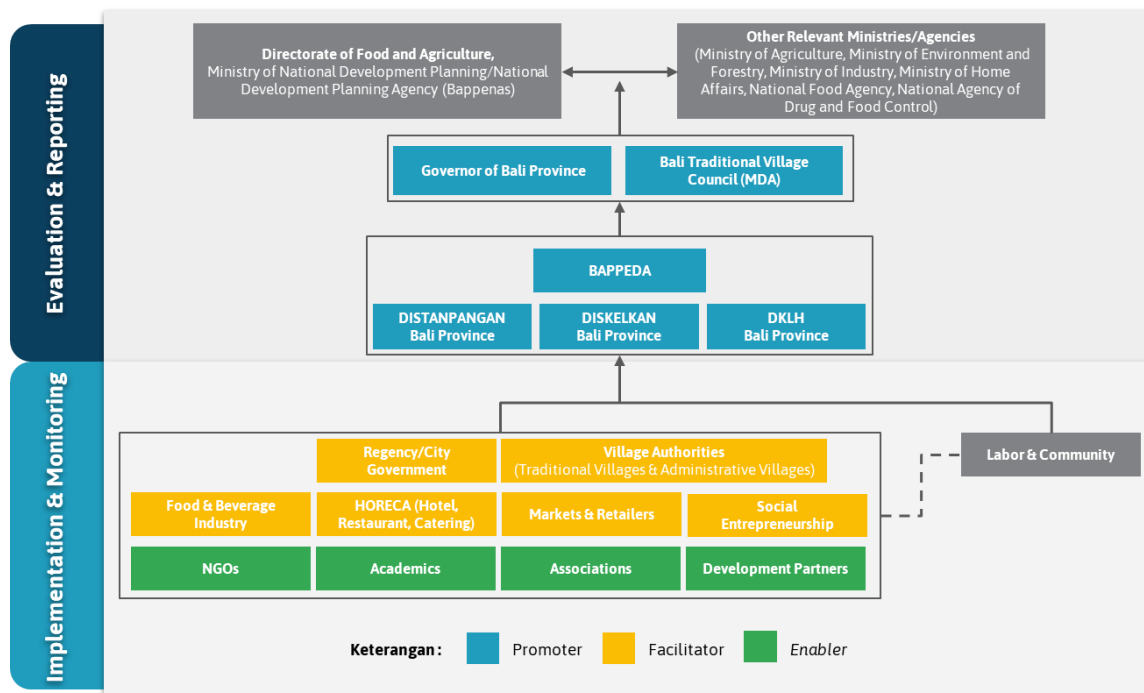 Evaluation & Reporting
Directorate of Food and Agriculture,
Ministry of National Development Planning/National
Development Planning Agency (Bappenas)
Other Relevant Ministries/Agencies
(Ministry of Agriculture, Ministry of Environment and
Forestry, Ministry of Industry, Ministry of Home
Affairs, National Food Agency, National Agency of
Drug and Food Control)
Governor of Bali Province
Bali Traditional Village
Council (MDA)
BAPPEDA
DISTANPANGAN
Bali Province
DISKELKAN
Bali Province
DKLH
Bali Province
Implementation & Monitoring
Regency/City
Government
Village Authorities
(Traditional Villages & Administrative Villages)
Labor & Community
Food & Beverage
Industry
HORECA (Hotel,
Restaurant, Catering)
Markets & Retailers
Social
Entrepreneurship
NGOs
Academics
Associations
Development Partners
Keterangan :
Promoter
Facilitator
Enabler